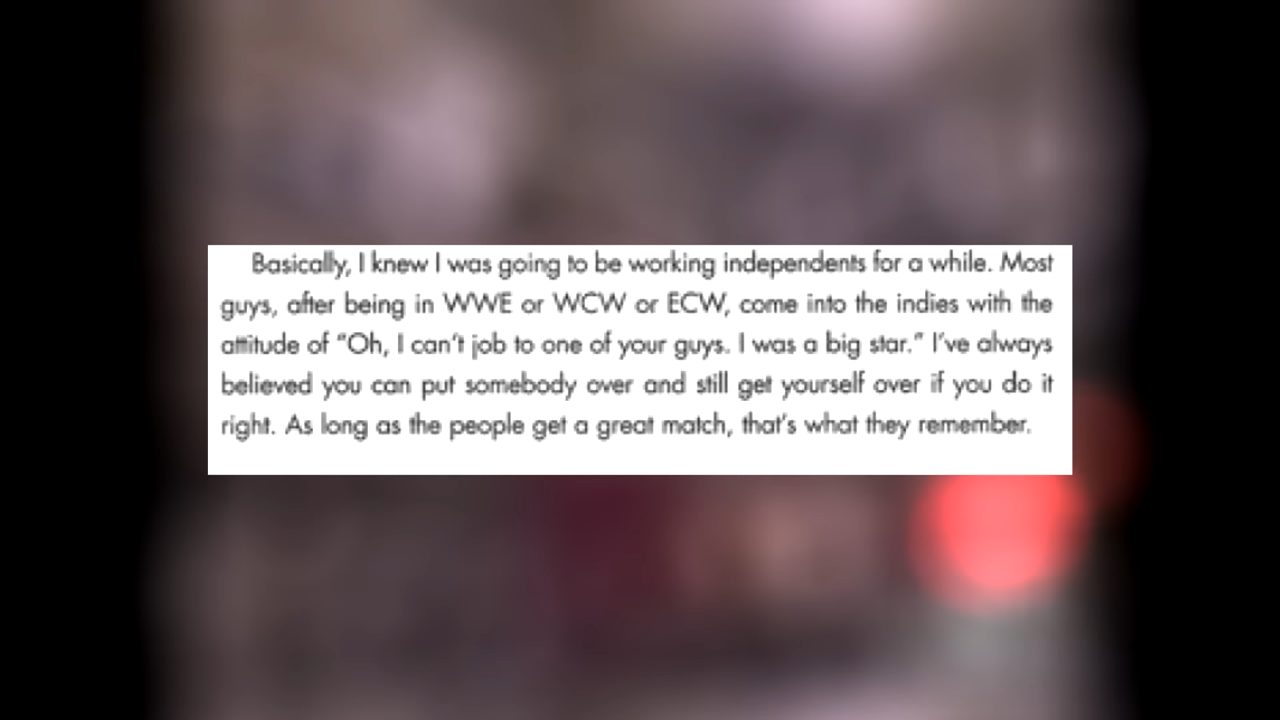 Basically, I knew I was going to be working independents for a while. Most
guys, after being in WWE or WCW or ECW, come into the indies with the
attitude of “Oh, I can’t job to one of your guys. I was a big star.” I’ve always
believed you can put somebody over and still get yourself over if you do it
right. As long as the people get a great match, that’s what they remember.